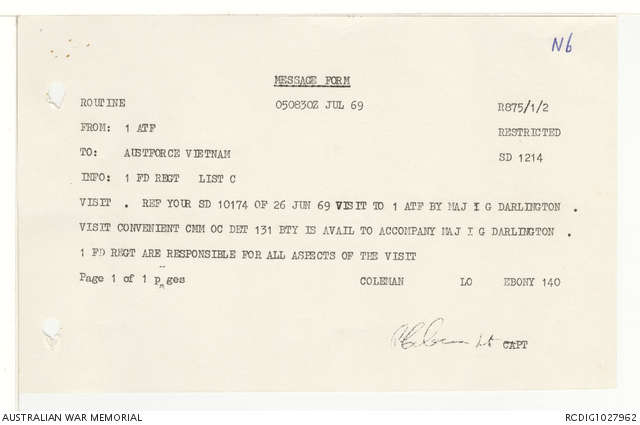 N6
MESSAGE FORM
ROUTINE 050830Z JUL 69 R875/1/2
FROM: 1 ATF RESTRICTED
TO: AUSTFORCE VIETNAM SD 1214
INFO: 1 FD REGT LIST C
VISIT . REF YOUR SD 10174 OF 26 JUN 69 VISIT TO 1 ATF BY MAJ I G DARLINGTON .
VISIT CONVENIENT CMM OC DET 131 BTY IS AVAIL TO ACCOMPANY MAJ I G DARLINGTON .
1 FD REGT ARE RESPONSIBLE FOR ALL ASPECTS OF THE VISIT
Page 1 of 1 pages COLEMAN LO EBONY 140
Lt CAPT
AUSTRALIAN WAR MEMORIAL RCDIG1027962